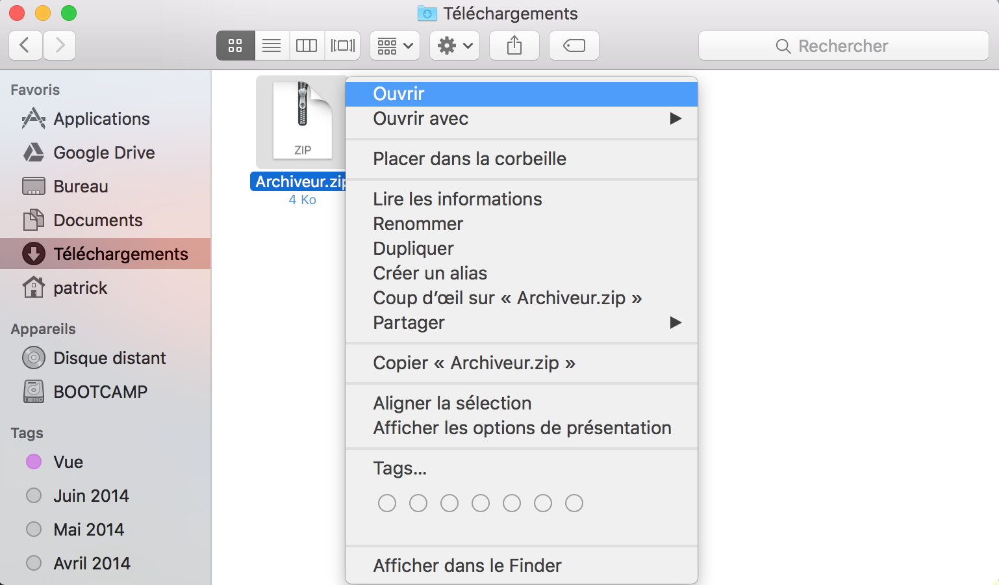 Téléchargements
Rechercher
Favoris
Applications
Google Drive
Bureau
Documents
Téléchargements
patrick
Appareils
Disque distant
BOOTCAMP
Tags
Vue
Juin 2014
Mai 2014
Avril 2014
ZIP
Archiveur.zip
4 Ko
Ouvrir
Ouvrir avec
Placer dans la corbeille
Lire les informations
Renommer
Dupliquer
Créer un alias
Coup d’œil sur « Archiveur.zip »
Partager
Copier « Archiveur.zip »
Aligner la sélection
Afficher les options de présentation
Tags...
Afficher dans le Finder